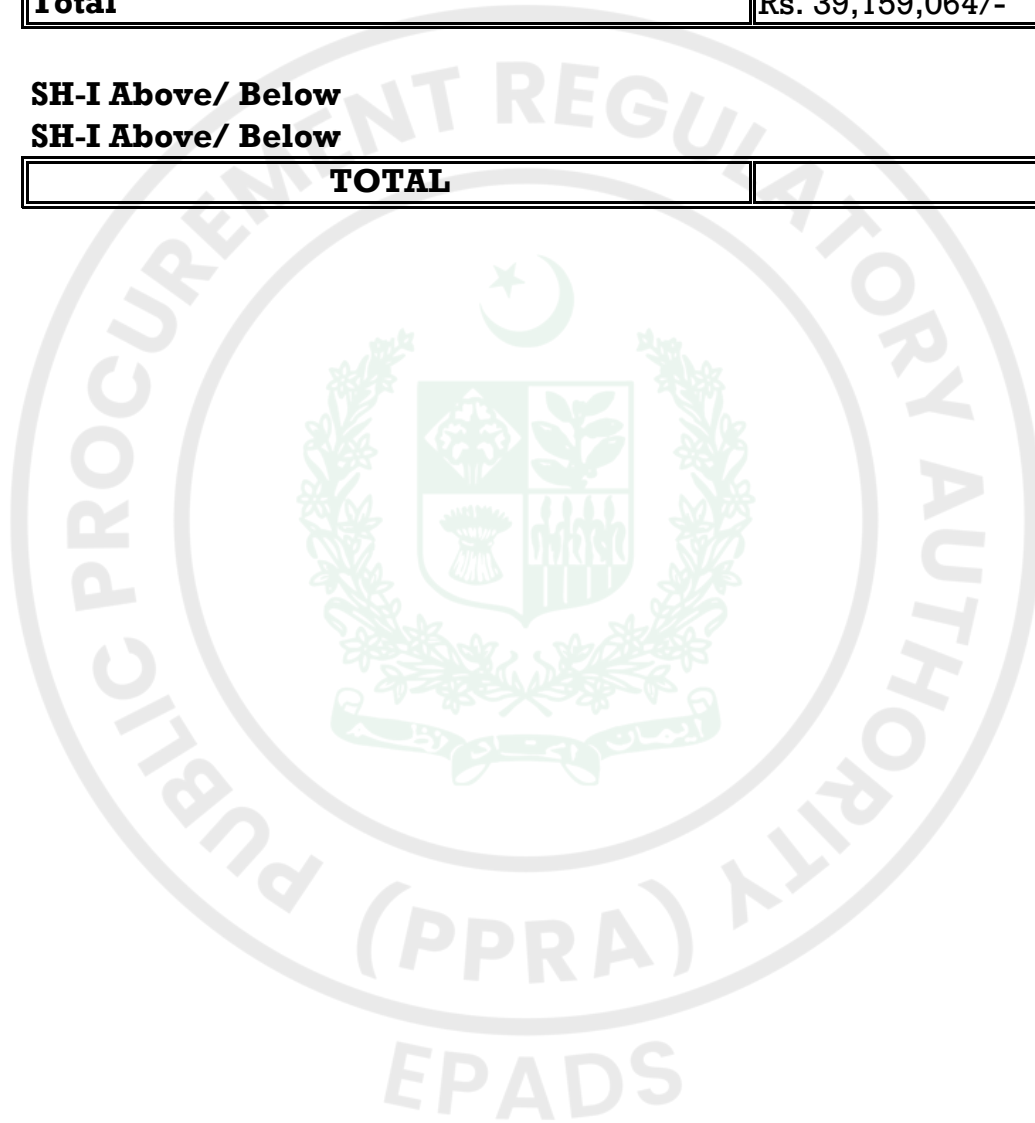 Total Rs. 39,159,064/-
SH-I Above/ Below
SH-I Above/ Below
TOTAL
PUBLIC PROCUREMENT REGULATORY AUTHORITY
(PPRA)
EPADS